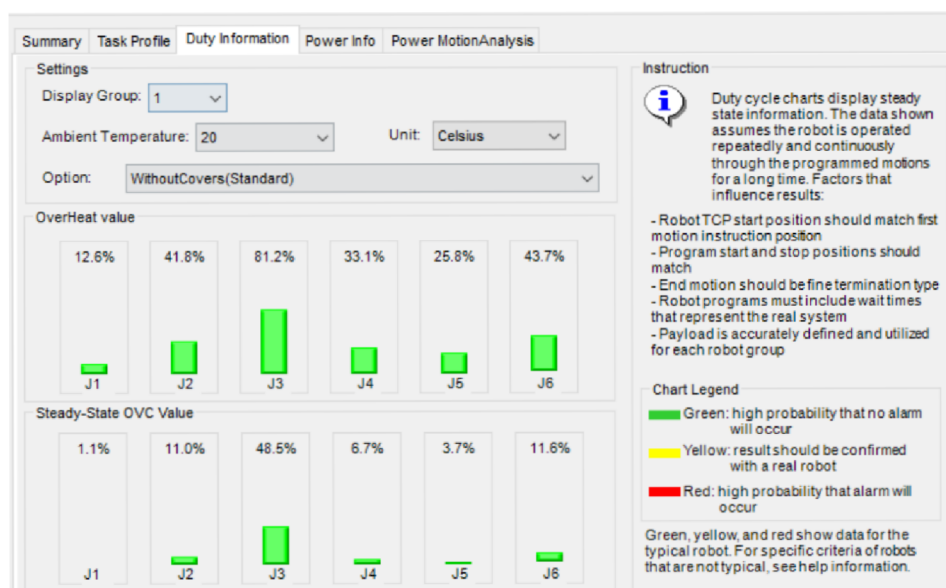 Summary Task Profile Duty Information Power Info Power MotionAnalysis
Settings
Display Group: 1
Ambient Temperature: 20 Unit: Celsius
Option: WithoutCovers(Standard)
OverHeat value
12.6% 41.8% 81.2% 33.1% 25.8% 43.7%
J1 J2 J3 J4 J5 J6
Steady-State OVC Value
1.1% 11.0% 48.5% 6.7% 3.7% 11.6%
J1 J2 J3 J4 J5 J6
Instruction
Duty cycle charts display steady
state information. The data shown
assumes the robot is operated
repeatedly and continuously
through the programmed motions
for a long time. Factors that
influence results:
- Robot TCP start position should match first
motion instruction position
- Program start and stop positions should
match
- End motion should be fine termination type
- Robot programs must include wait times
that represent the real system
- Payload is accurately defined and utilized
for each robot group
Chart Legend
Green: high probability that no alarm
will occur
Yellow: result should be confirmed
with a real robot
Red: high probability that alarm will
occur
Green, yellow, and red show data for the
typical robot. For specific criteria of robots
that are not typical, see help information.